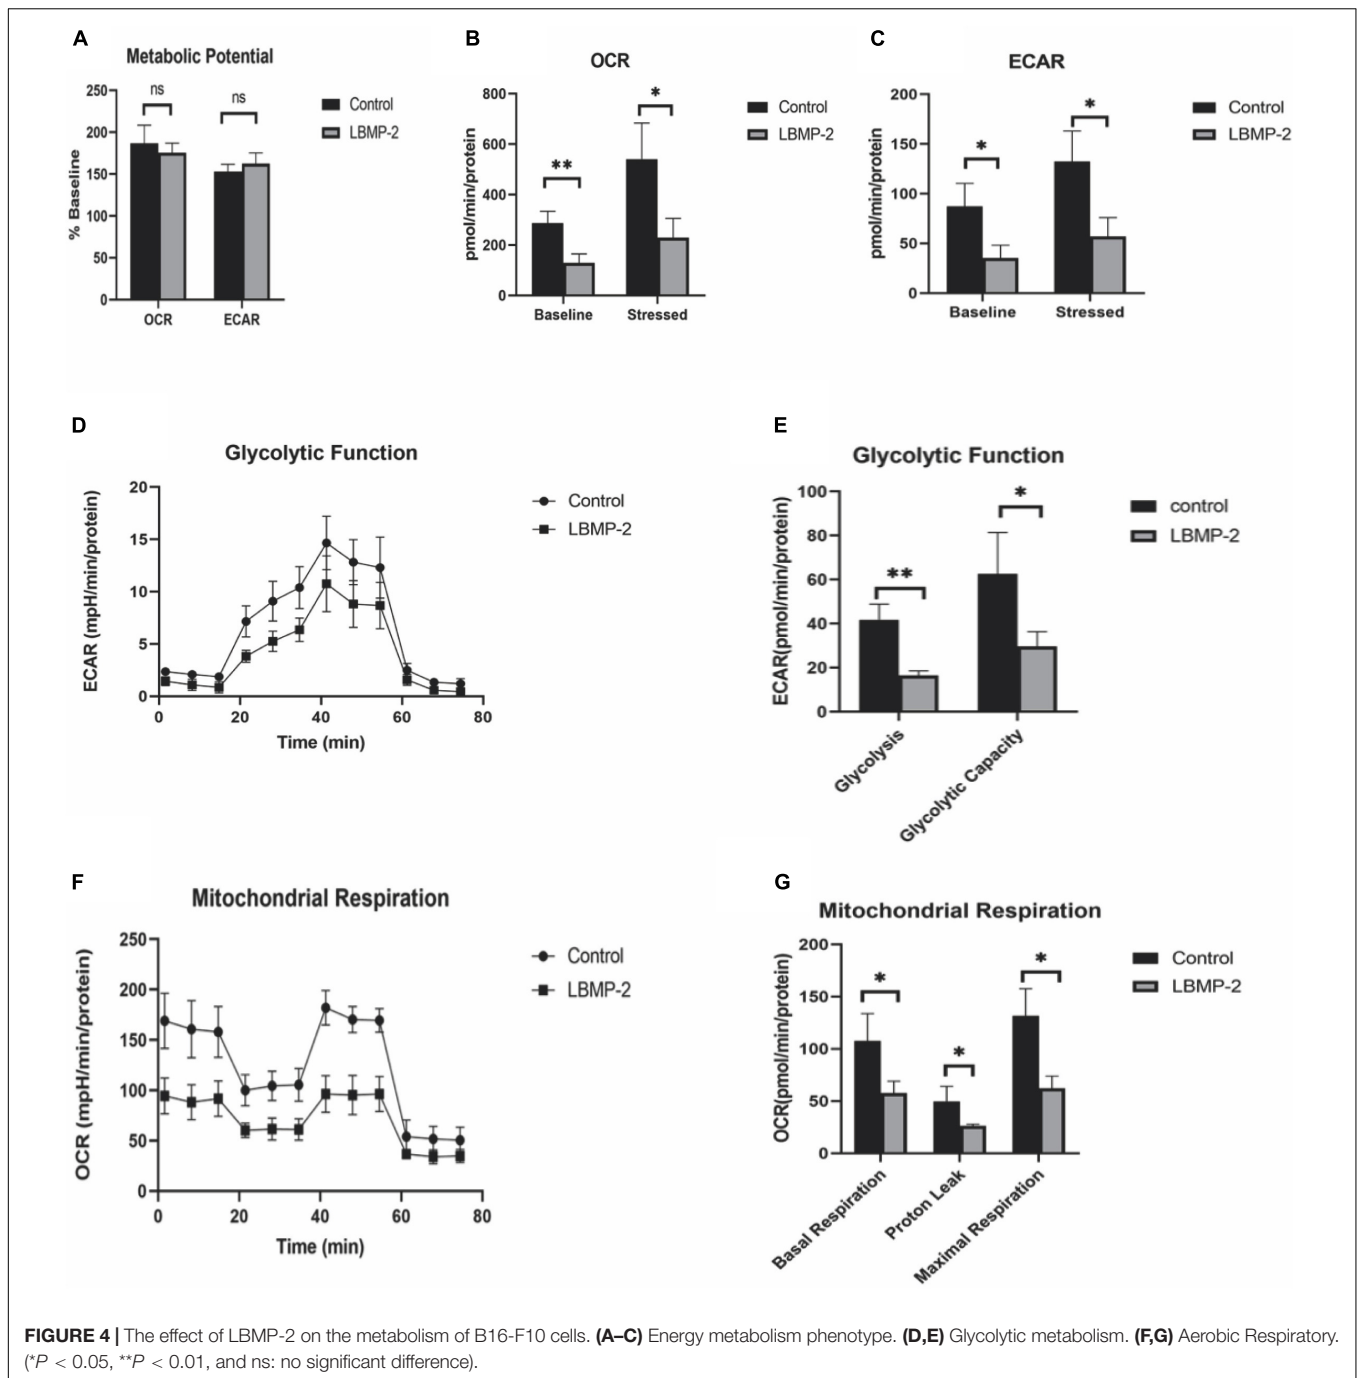 A
Metabolic Potential
% Baseline
250
200
150
100
50
0
ns
ns
OCR
ECAR
Control
LBMP-2
B
OCR
pmol/min/protein
800
600
400
200
0
**
*
Baseline
Stressed
Control
LBMP-2
C
ECAR
pmol/min/protein
200
150
100
50
0
*
*
Baseline
Stressed
Control
LBMP-2
D
Glycolytic Function
ECAR (mpH/min/protein)
20
15
10
5
0
0 20 40 60 80
Time (min)
Control
LBMP-2
E
Glycolytic Function
ECAR(pmol/min/protein)
100
80
60
40
20
0
**
*
Glycolysis
Glycolytic Capacity
control
LBMP-2
F
Mitochondrial Respiration
OCR (mpH/min/protein)
250
200
150
100
50
0
0 20 40 60 80
Time (min)
Control
LBMP-2
G
Mitochondrial Respiration
OCR(pmol/min/protein)
200
150
100
50
0
*
*
*
Basal Respiration
Proton Leak
Maximal Respiration
Control
LBMP-2
FIGURE 4 | The effect of LBMP-2 on the metabolism of B16-F10 cells. (A–C) Energy metabolism phenotype. (D,E) Glycolytic metabolism. (F,G) Aerobic Respiratory.
(*P < 0.05, **P < 0.01, and ns: no significant difference).